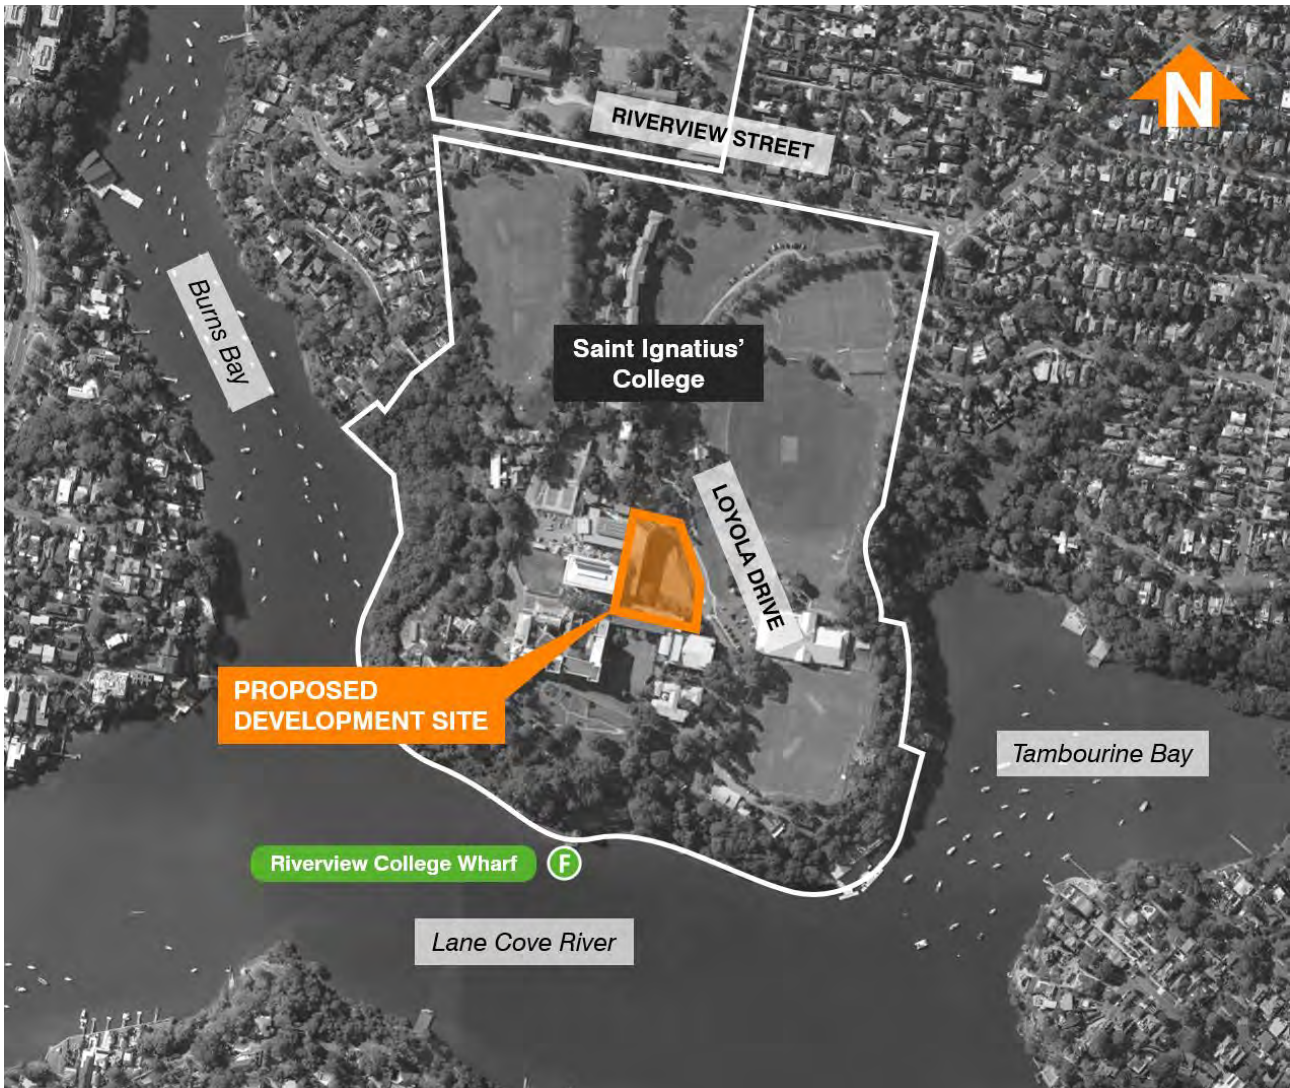 N
RIVERVIEW STREET
Burns Bay
Saint Ignatius'
College
LOYOLA DRIVE
PROPOSED
DEVELOPMENT SITE
Tambourine Bay
Riverview College Wharf
F
Lane Cove River